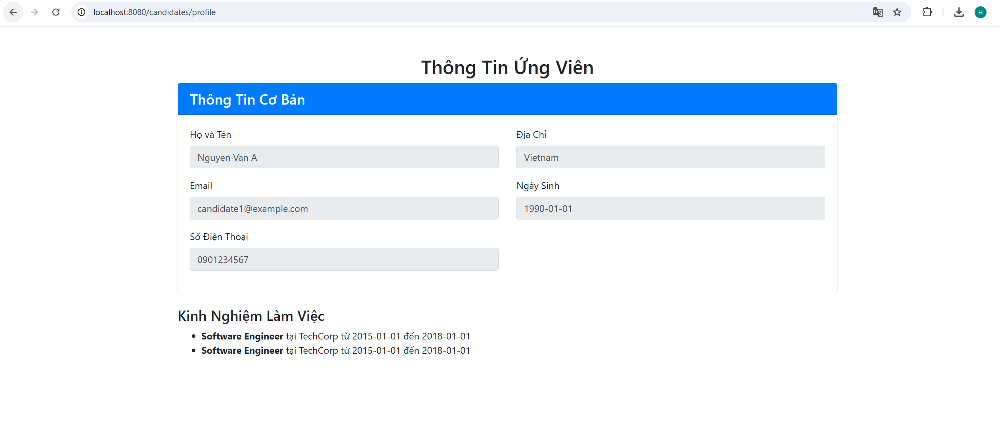 localhost:8080/candidates/profile
H
Thông Tin Ứng Viên
Thông Tin Cơ Bản
Họ và Tên
Nguyen Van A
Địa Chỉ
Vietnam
Email
candidate1@example.com
Ngày Sinh
1990-01-01
Số Điện Thoại
0901234567
Kinh Nghiệm Làm Việc
Software Engineer tại TechCorp từ 2015-01-01 đến 2018-01-01
Software Engineer tại TechCorp từ 2015-01-01 đến 2018-01-01